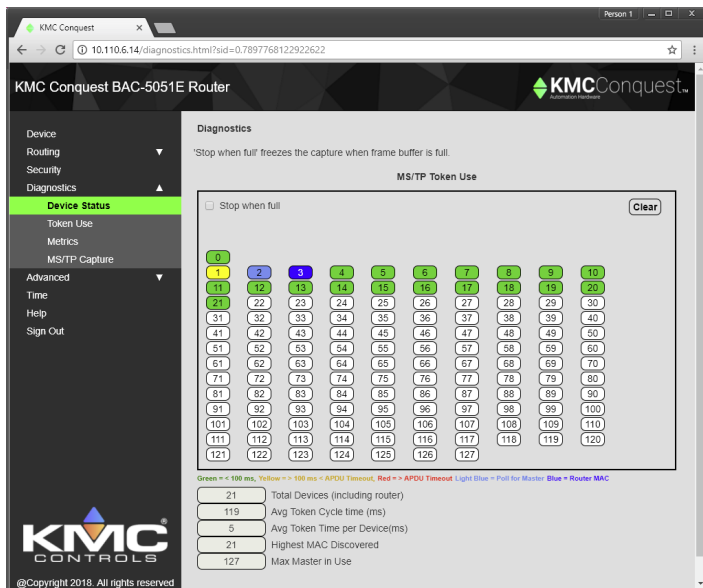 Person 1
KMC Conquest
10.110.6.14/diagnostics.html?sid=0.7897768122922622
KMC Conquest BAC-5051E Router
KMCConquest™
Automation Hardware
Device
Routing
Security
Diagnostics
Device Status
Token Use
Metrics
MS/TP Capture
Advanced
Time
Help
Sign Out
Diagnostics
'Stop when full' freezes the capture when frame buffer is full.
MS/TP Token Use
Stop when full
Clear
0
1 2 3 4 5 6 7 8 9 10
11 12 13 14 15 16 17 18 19 20
21 22 23 24 25 26 27 28 29 30
31 32 33 34 35 36 37 38 39 40
41 42 43 44 45 46 47 48 49 50
51 52 53 54 55 56 57 58 59 60
61 62 63 64 65 66 67 68 69 70
71 72 73 74 75 76 77 78 79 80
81 82 83 84 85 86 87 88 89 90
91 92 93 94 95 96 97 98 99 100
101 102 103 104 105 106 107 108 109 110
111 112 113 114 115 116 117 118 119 120
121 122 123 124 125 126 127
Green = < 100 ms, Yellow = > 100 ms < APDU Timeout, Red = > APDU Timeout Light Blue = Poll for Master Blue = Router MAC
21 Total Devices (including router)
119 Avg Token Cycle time (ms)
5 Avg Token Time per Device(ms)
21 Highest MAC Discovered
127 Max Master in Use
KMC®
CONTROLS
@Copyright 2018. All rights reserved